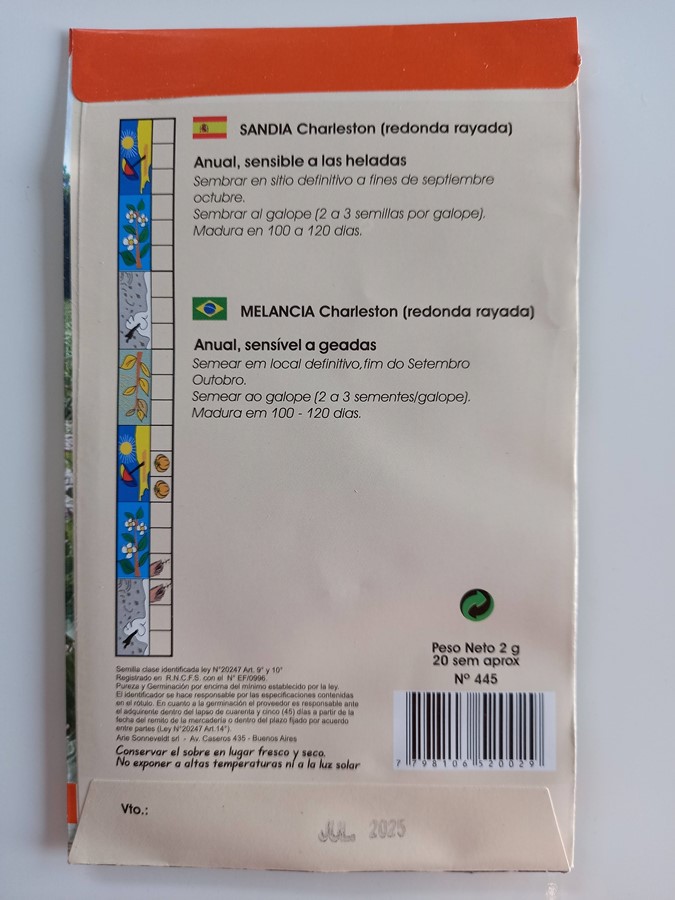 SANDIA Charleston (redonda rayada)
Anual, sensible a las heladas
Sembrar en sitio definitivo a fines de septiembre
octubre.
Sembrar al galope (2 a 3 semillas por galope).
Madura en 100 a 120 dias.
MELANCIA Charleston (redonda rayada)
Anual, sensível a geadas
Semear em local definitivo,fim do Setembro
Outobro.
Semear ao galope (2 a 3 sementes/galope).
Madura em 100 - 120 dias.
Peso Neto 2 g
20 sem aprox
Nº 445
7 798106 520029
Semilla clase identificada ley N°20247 Art. 9° y 10°
Registrado en R.N.C.F.S. con el N° EF/0996.
Pureza y Germinación por encima del mínimo establecido por la ley.
El identificador se hace responsable por las especificaciones contenidas
en el rótulo. En cuanto a la germinación el proveedor es responsable ante
el adquirente dentro del lapso de cuarenta y cinco (45) días a partir de la
fecha del remito de la mercadería o dentro del plazo fijado por acuerdo
entre partes (Ley N°20247 Art.14°).
Arie Sonneveldt srl - Av. Caseros 435 - Buenos Aires
Conservar el sobre en lugar fresco y seco.
No exponer a altas temperaturas ni a la luz solar
Vto.:
JUL 2025